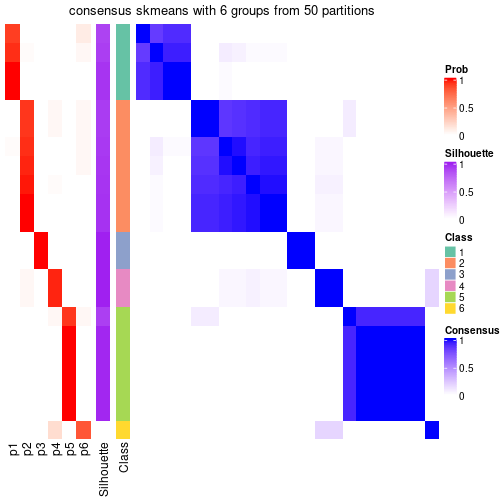 consensus skmeans with 6 groups from 50 partitions
Prob
1
0.5
0
Silhouette
1
0.5
0
Class
1
2
3
4
5
6
Consensus
1
0.5
0
p1
p2
p3
p4
p5
p6
Silhouette
Class